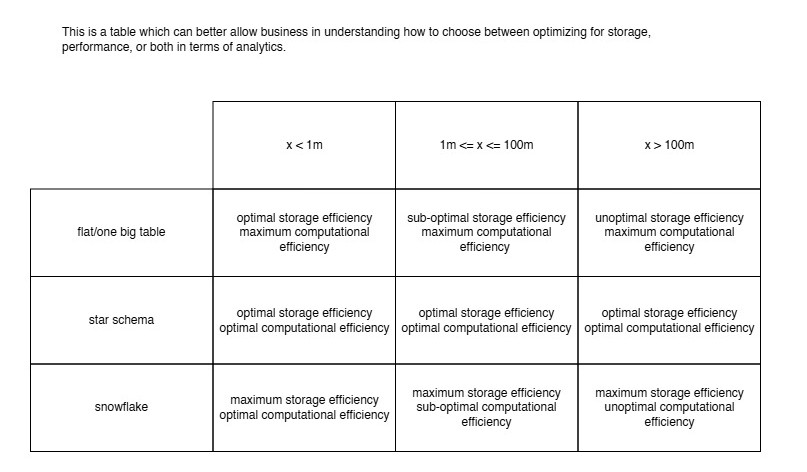 This is a table which can better allow business in understanding how to choose between optimizing for storage,
performance, or both in terms of analytics.
x < 1m
1m <= x <= 100m
x > 100m
flat/one big table
optimal storage efficiency
maximum computational
efficiency
sub-optimal storage efficiency
maximum computational
efficiency
unoptimal storage efficiency
maximum computational
efficiency
star schema
optimal storage efficiency
optimal computational efficiency
optimal storage efficiency
optimal computational efficiency
optimal storage efficiency
optimal computational efficiency
snowflake
maximum storage efficiency
optimal computational efficiency
maximum storage efficiency
sub-optimal computational
efficiency
maximum storage efficiency
unoptimal computational
efficiency